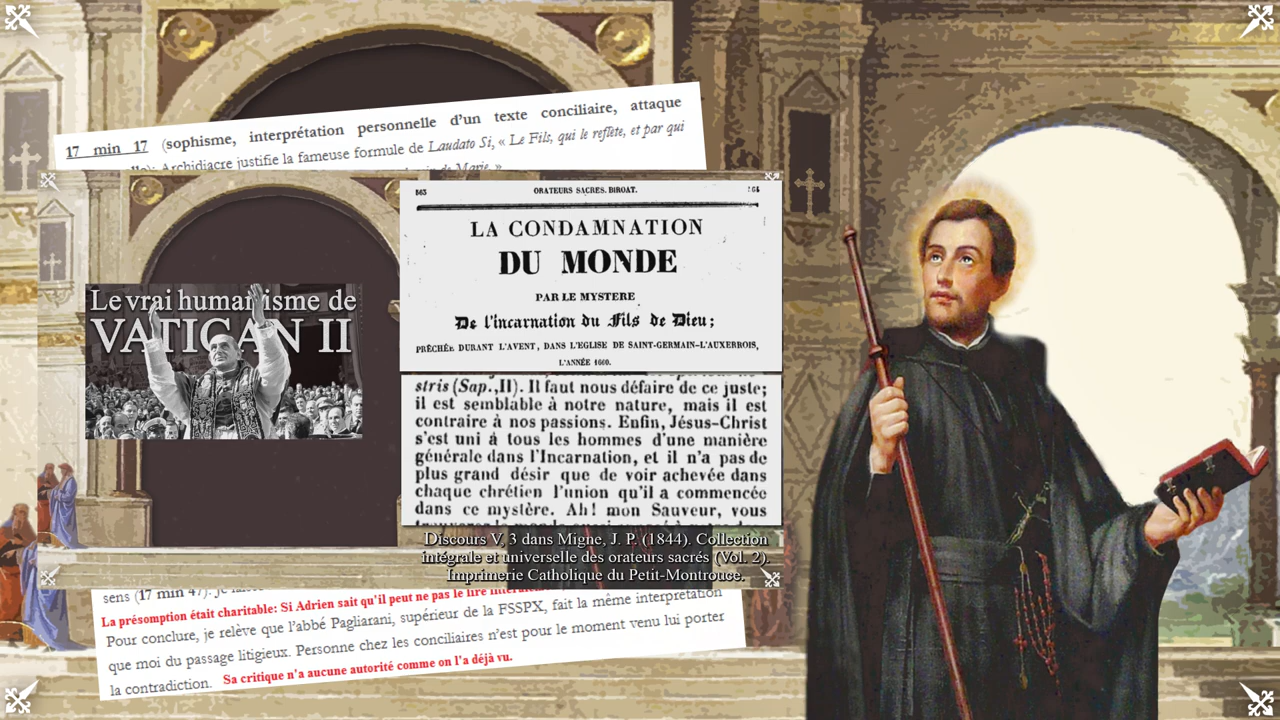 17 min 17 (sophisme, interprétation personnelle d'un texte conciliaire, attaque
Archidiacre justifie la fameuse formule de Laudato Si, « Le Fils, qui le reflète, et par qui
de Marie. »
Le vrai humanisme de
VATICAN II
563 ORATEURS SACRES. BIROAT. 564
LA CONDAMNATION
DU MONDE
PAR LE MYSTERE
De l'incarnation du Fils de Dieu;
PRÊCHÉE DURANT L'AVENT, DANS L'EGLISE DE SAINT-GERMAIN-L'AUXERROIS,
L'ANNÉE 1660.
stris (Sap., II). Il faut nous défaire de ce juste;
il est semblable à notre nature, mais il est
contraire à nos passions. Enfin, Jésus-Christ
s'est uni à tous les hommes d'une manière
générale dans l'Incarnation, et il n'a pas de
plus grand désir que de voir achevée dans
chaque chrétien l'union qu'il a commencée
dans ce mystère. Ah! mon Sauveur, vous
Discours V, 3 dans Migne, J. P. (1844). Collection
intégrale et universelle des orateurs sacrés (Vol. 2).
Imprimerie Catholique du Petit-Montrouge.
sens (17 min 47).
La présomption était charitable: Si Adrien sait qu'il peut ne pas le lire
Pour conclure, je relève que l'abbé Pagliarani, supérieur de la FSSPX, fait la même interprétation
que moi du passage litigieux. Personne chez les conciliaires n'est pour le moment venu lui porter
la contradiction. Sa critique n'a aucune autorité comme on l'a déjà vu.